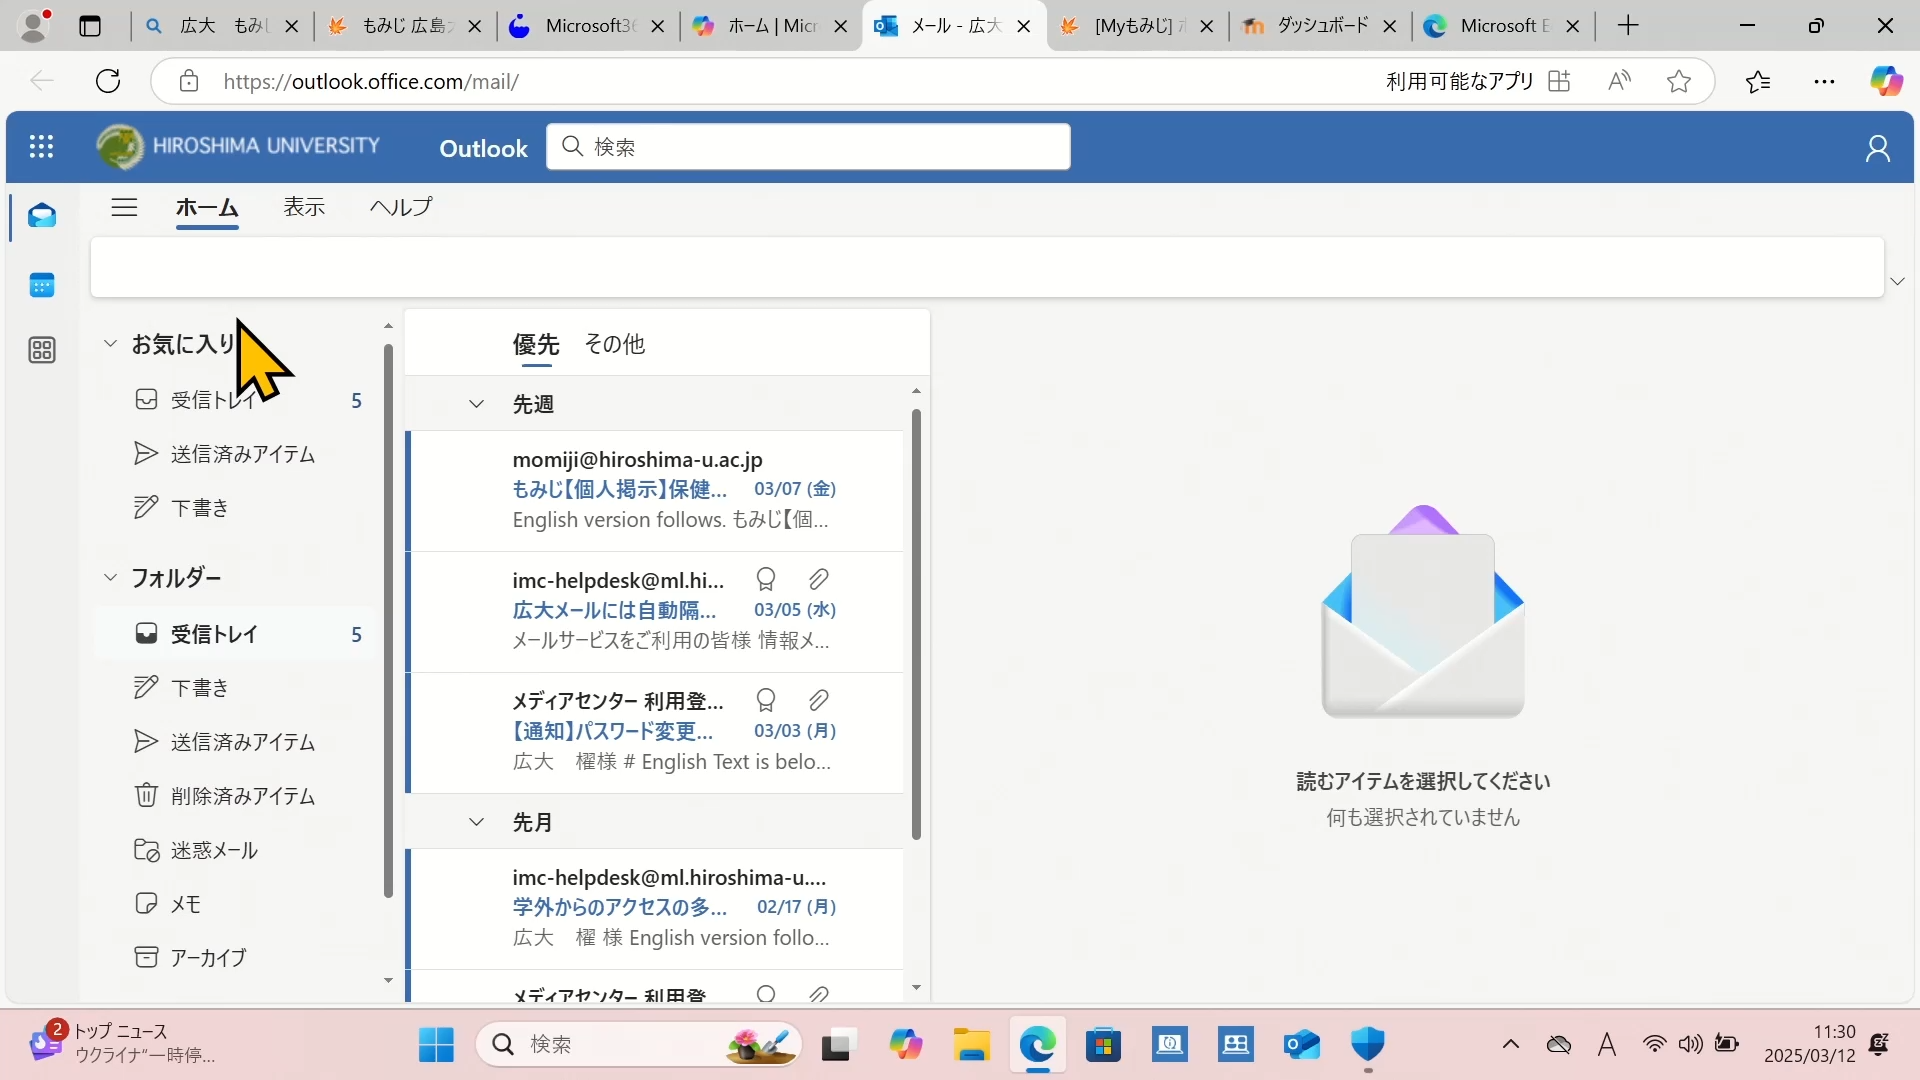 広大 もみじ
もみじ 広島
Microsoft36
ホーム | Micr
メール - 広大
[Myもみじ]
ダッシュボード
Microsoft E
https://outlook.office.com/mail/
利用可能なアプリ
HIROSHIMA UNIVERSITY
Outlook
検索
ホーム 表示 ヘルプ
お気に入り
受信トレイ 5
送信済みアイテム
下書き
フォルダー
受信トレイ 5
下書き
送信済みアイテム
削除済みアイテム
迷惑メール
メモ
アーカイブ
優先 その他
先週
momiji@hiroshima-u.ac.jp
もみじ【個人掲示】保健... 03/07 (金)
English version follows. もみじ【個...
imc-helpdesk@ml.hi...
広大メールには自動隔... 03/05 (水)
メールサービスをご利用の皆様 情報メ...
メディアセンター 利用登...
【通知】パスワード変更... 03/03 (月)
広大 櫂様 # English Text is belo...
先月
imc-helpdesk@ml.hiroshima-u....
学外からのアクセスの多... 02/17 (月)
広大 櫂 様 English version follo...
メディアセンター 利用登
読むアイテムを選択してください
何も選択されていません
2
トップ ニュース
ウクライナ“一時停...
検索
A
11:30
2025/03/12